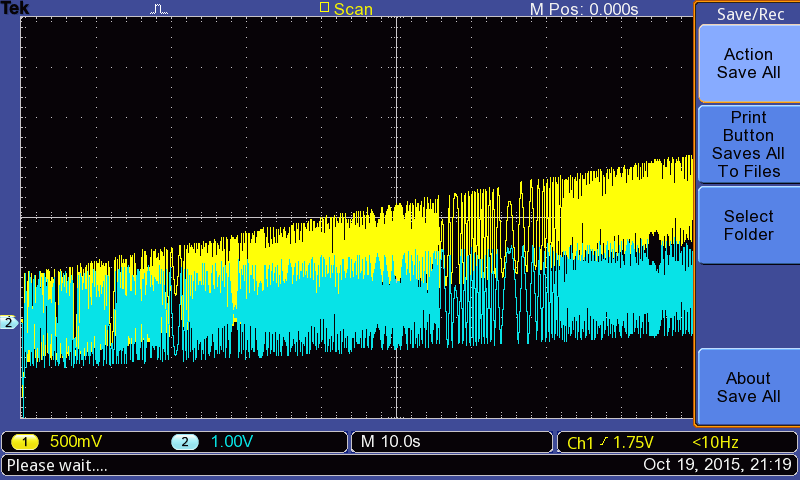 Tek
Scan
M Pos: 0.000s
Save/Rec
Action
Save All
Print
Button
Saves All
To Files
Select
Folder
2
About
Save All
1 500mV
2 1.00V
M 10.0s
Ch1 1.75V
<10Hz
Please wait....
Oct 19, 2015, 21:19